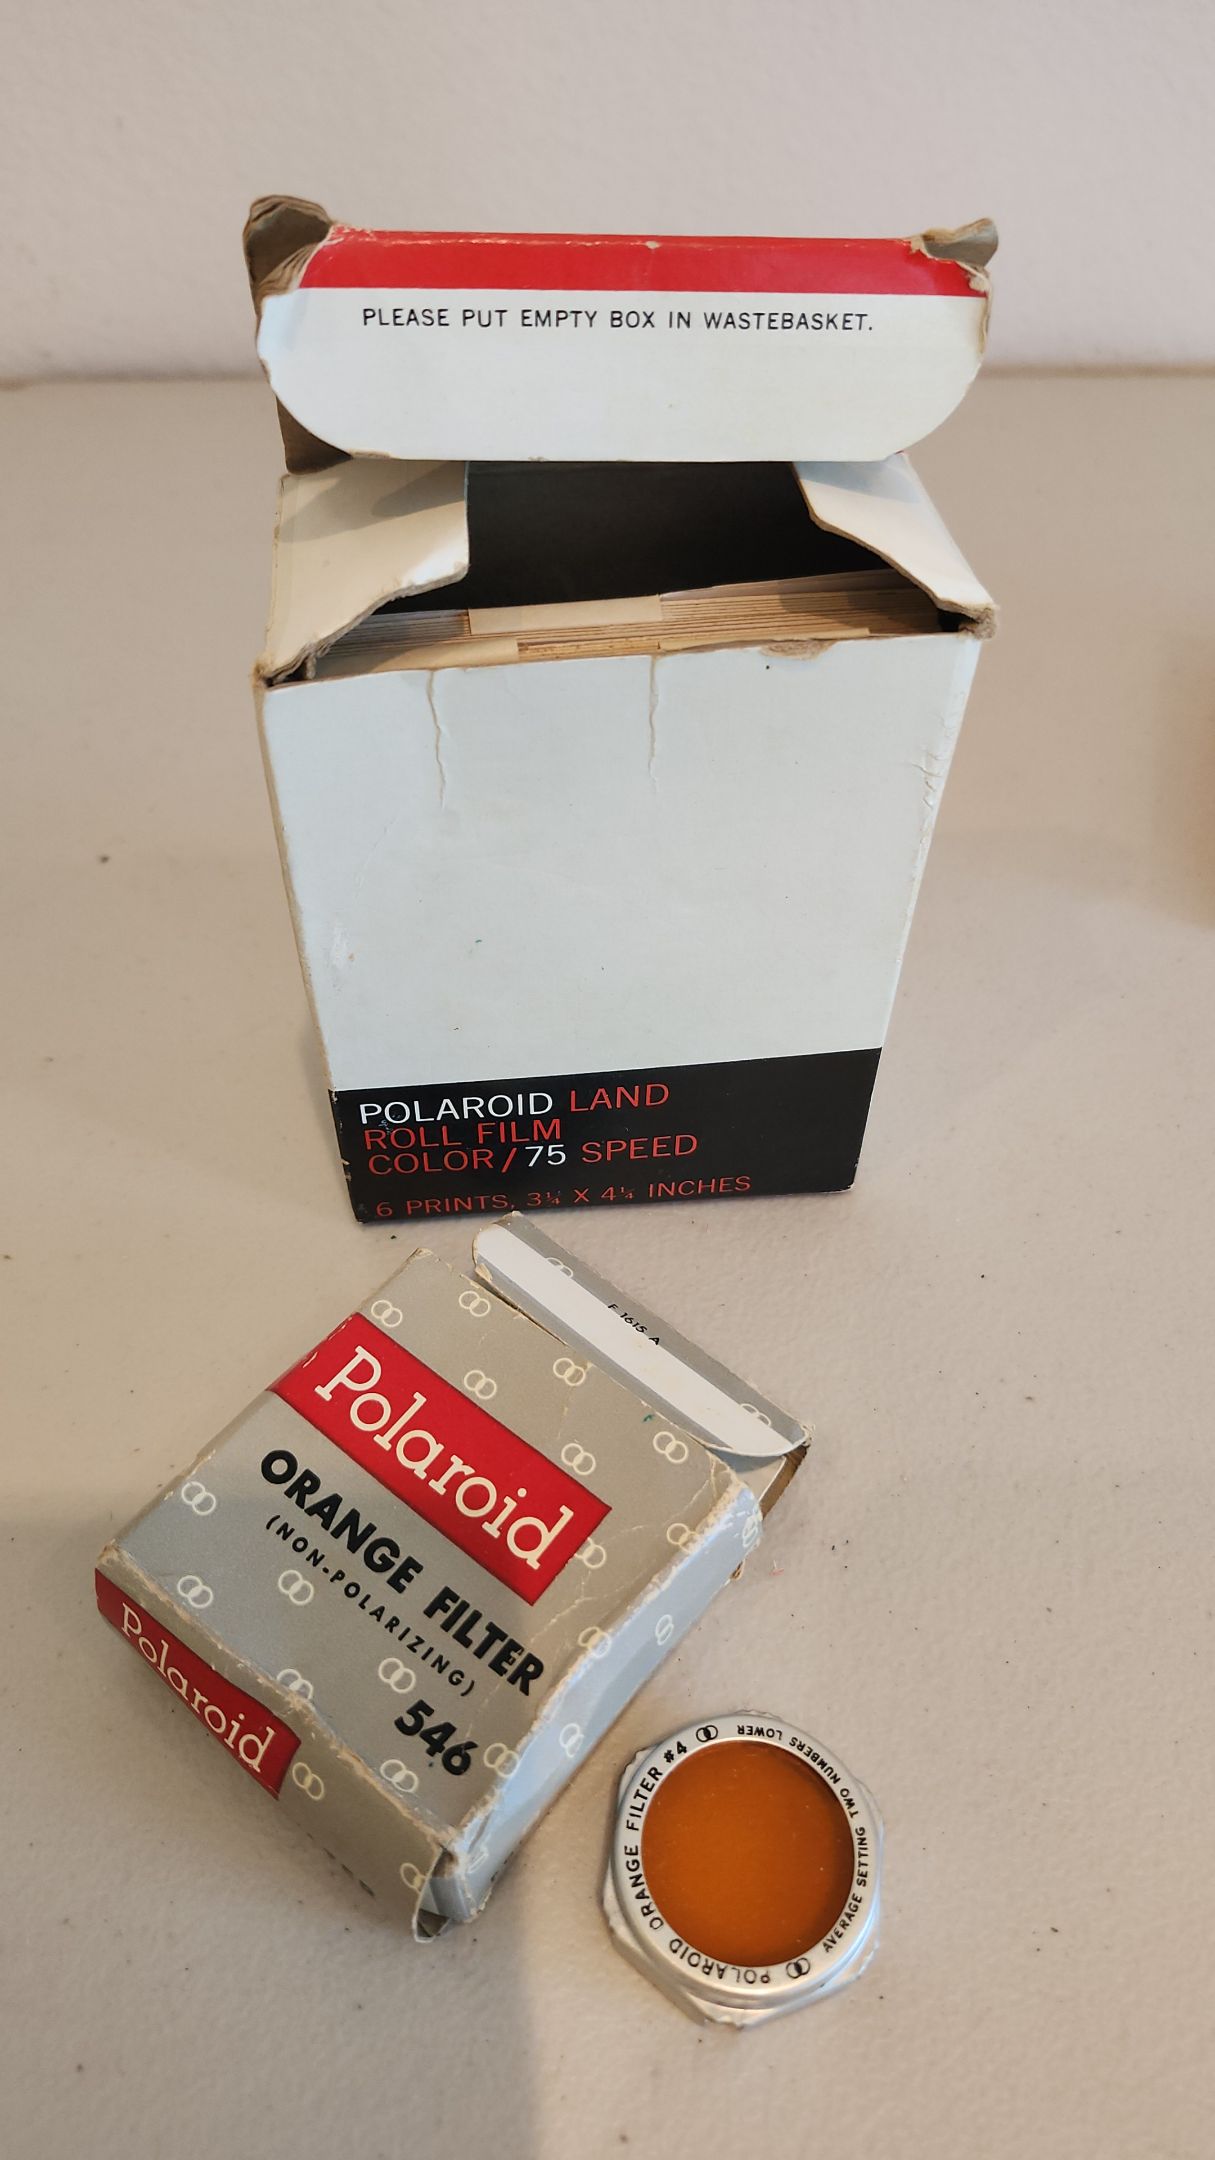 PLEASE PUT EMPTY BOX IN WASTEBASKET.
POLAROID LAND
ROLL FILM
COLOR/75 SPEED
6 PRINTS, 3¼ X 4¼ INCHES
F 1615 A
Polaroid
ORANGE FILTER
(NON-POLARIZING)
546
Polaroid
POLAROID ORANGE FILTER #4
AVERAGE SETTING TWO NUMBERS LOWER